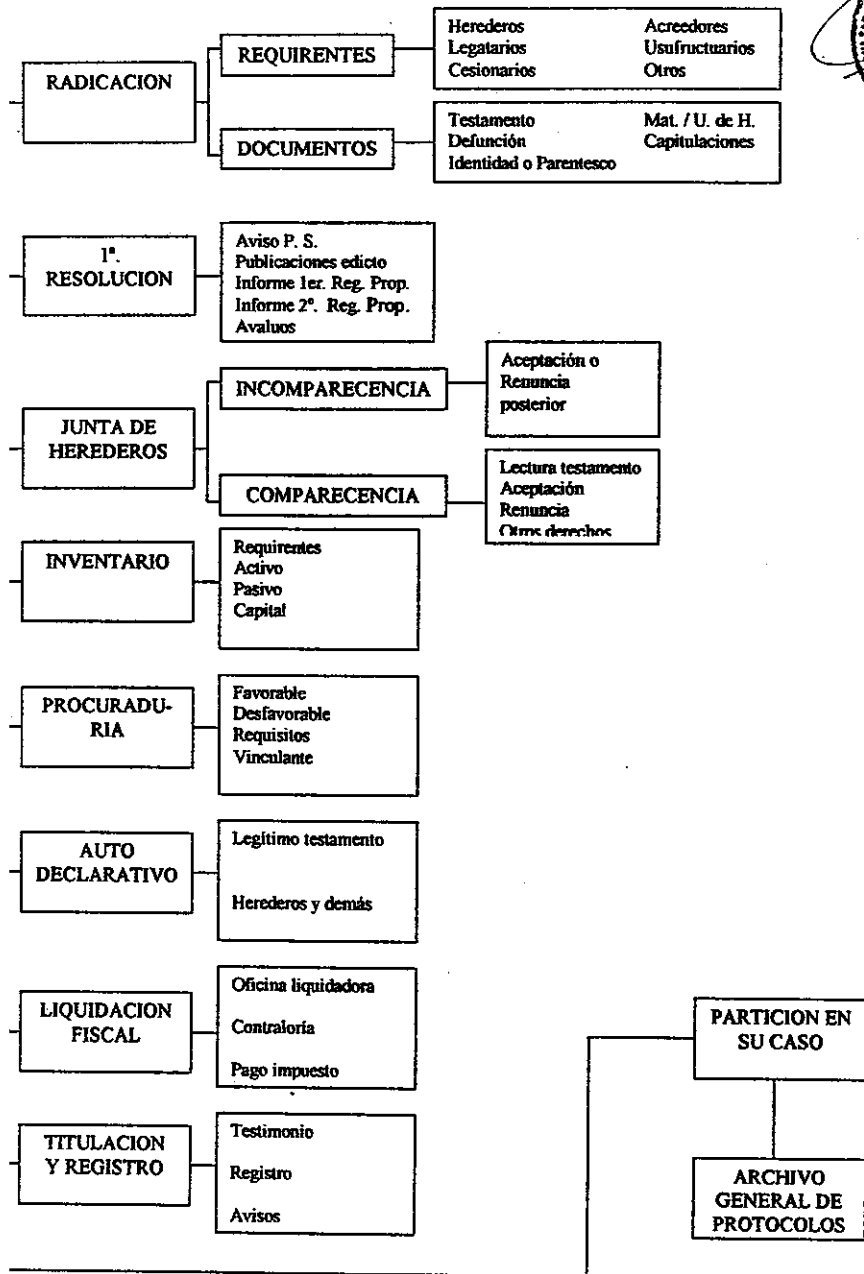 RADICACION
REQUIRENTES
Herederos Acreedores
Legatarios Usufructuarios
Cesionarios Otros
DOCUMENTOS
Testamento Mat. / U. de H.
Defunción Capitulaciones
Identidad o Parentesco
1ª.
RESOLUCION
Aviso P. S.
Publicaciones edicto
Informe 1er. Reg. Prop.
Informe 2º. Reg. Prop.
Avaluos
JUNTA DE
HEREDEROS
INCOMPARECENCIA
Aceptación o
Renuncia
posterior
COMPARECENCIA
Lectura testamento
Aceptación
Renuncia
Otros derechos
INVENTARIO
Requirentes
Activo
Pasivo
Capital
PROCURADU-
RIA
Favorable
Desfavorable
Requisitos
Vinculante
AUTO
DECLARATIVO
Legítimo testamento
Herederos y demás
LIQUIDACION
FISCAL
Oficina liquidadora
Contraloría
Pago impuesto
TITULACION
Y REGISTRO
Testimonio
Registro
Avisos
PARTICION EN
SU CASO
ARCHIVO
GENERAL DE
PROTOCOLOS